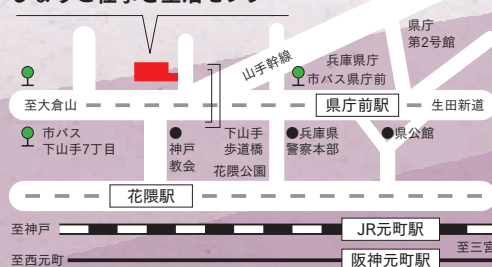 県庁
第2号館
山手幹線
兵庫県庁
市バス県庁前
至大倉山
県庁前駅
生田新道
市バス
下山手7丁目
神戸
教会
下山手
歩道橋
花隈公園
兵庫県
警察本部
県公館
花隈駅
至神戸
JR元町駅
至三宮
至西元町
阪神元町駅